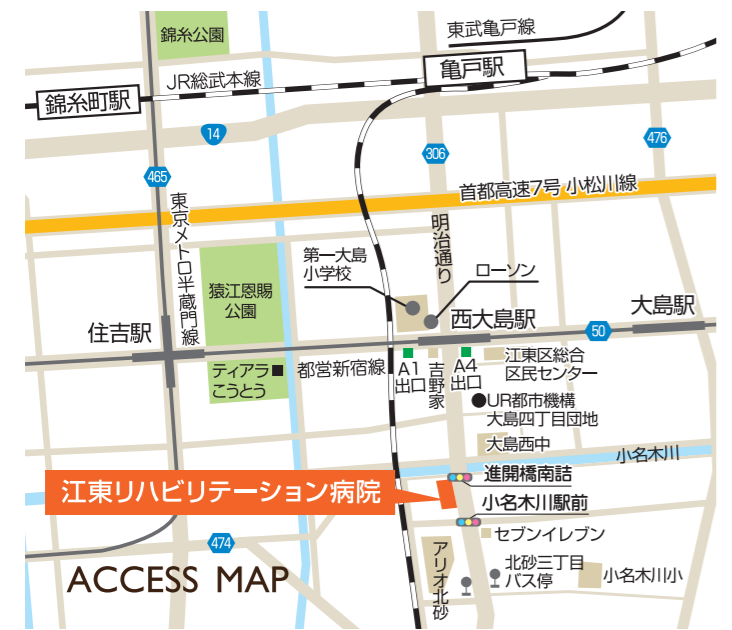 錦糸公園
東武亀戸線
JR総武本線
亀戸駅
錦糸町駅
14
306
476
465
首都高速7号 小松川線
東京メトロ半蔵門線
明治通り
第一大島
小学校
ローソン
猿江恩賜
公園
西大島駅
大島駅
住吉駅
50
ティアラ
こうとう
都営新宿線
A1
出口
吉野家
A4
出口
江東区総合
区民センター
UR都市機構
大島四丁目団地
大島西中
小名木川
進開橋南詰
江東リハビリテーション病院
小名木川駅前
セブンイレブン
474
アリオ北砂
北砂三丁目
バス停
小名木川小
ACCESS MAP